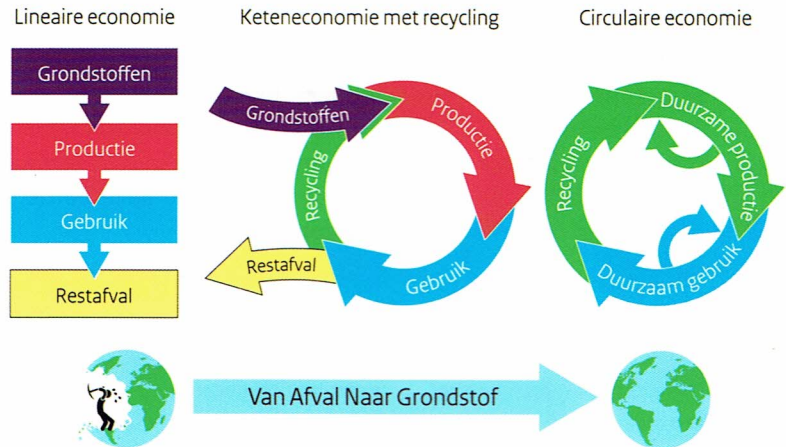 Lineaire economie
Grondstoffen
Productie
Gebruik
Restafval
Keteneconomie met recycling
Grondstoffen
Productie
Gebruik
Recycling
Restafval
Circulaire economie
Duurzame productie
Duurzaam gebruik
Recycling
Van Afval Naar Grondstof